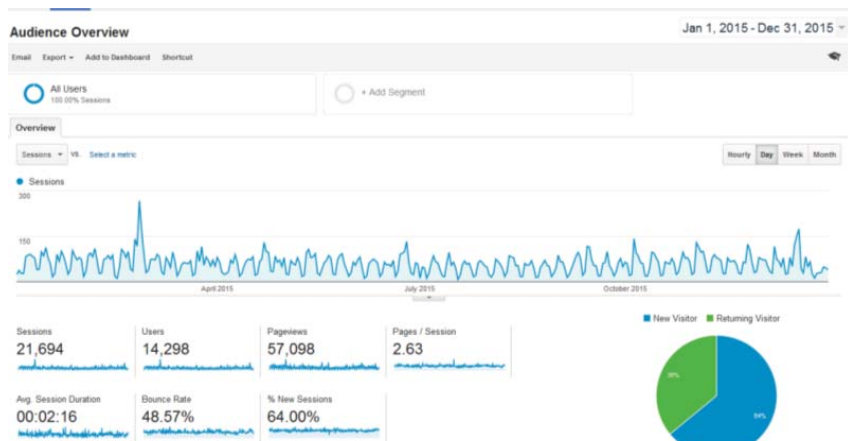 Audience Overview
Jan 1, 2015 - Dec 31, 2015
Email Export Add to Dashboard Shortcut
All Users
100.00% Sessions
+ Add Segment
Overview
Sessions VS. Select a metric
Hourly Day Week Month
Sessions
300
150
April 2015 July 2015 October 2015
New Visitor Returning Visitor
Sessions Users Pageviews Pages / Session
21,694 14,298 57,098 2.63
Avg. Session Duration Bounce Rate % New Sessions
00:02:16 48.57% 64.00%
36%
64%